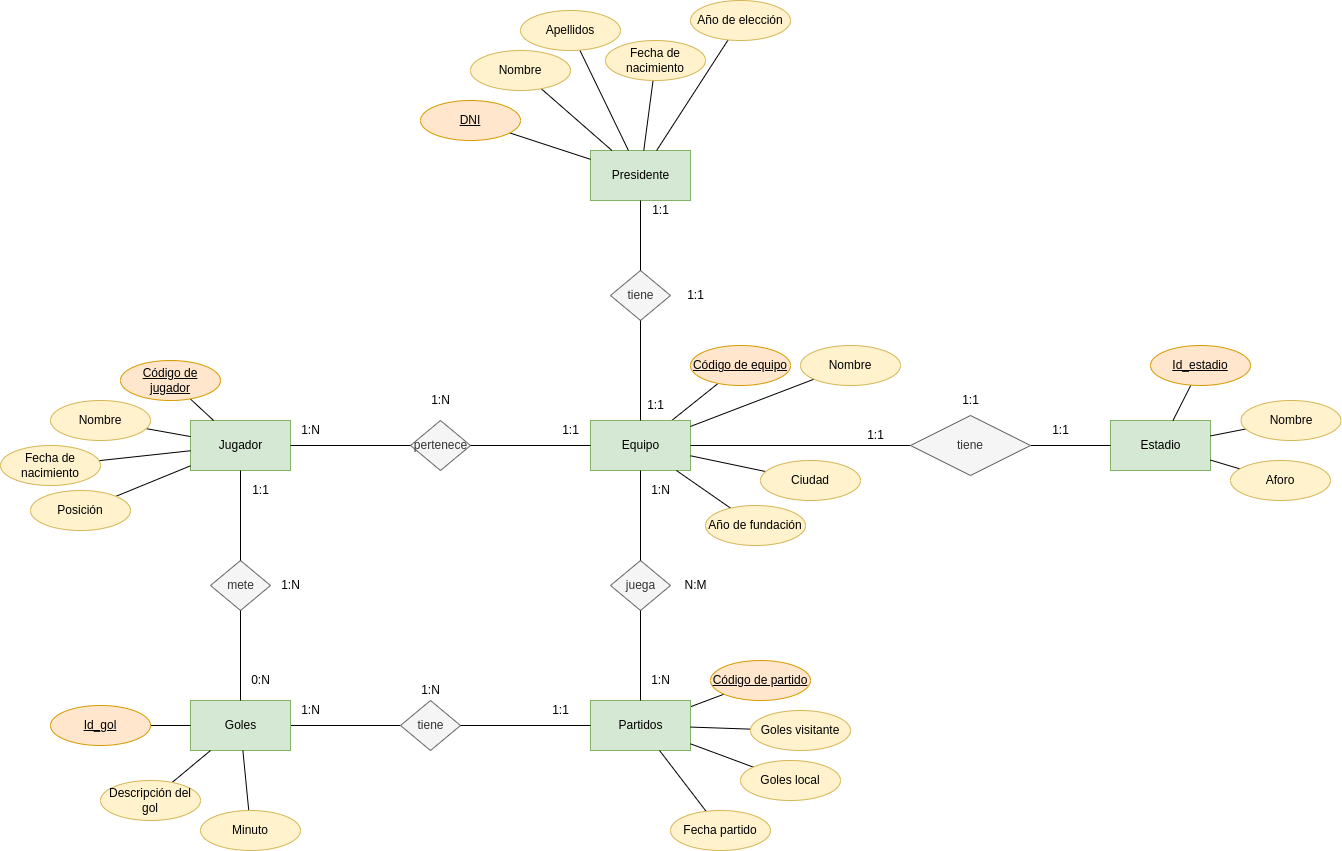 Año de elección
Apellidos
Fecha de
nacimiento
Nombre
DNI
Presidente
1:1
tiene
1:1
Código de equipo
Nombre
Id_estadio
Código de
jugador
1:N
1:1
1:1
Nombre
1:N
1:1
1:1
1:1
Nombre
Jugador
pertenece
Equipo
tiene
Estadio
Fecha de
nacimiento
Ciudad
Aforo
1:1
1:N
Posición
Año de fundación
mete
1:N
juega
N:M
0:N
1:N
Código de partido
1:N
1:N
1:1
Id_gol
Goles
tiene
Partidos
Goles visitante
Goles local
Descripción del
gol
Minuto
Fecha partido